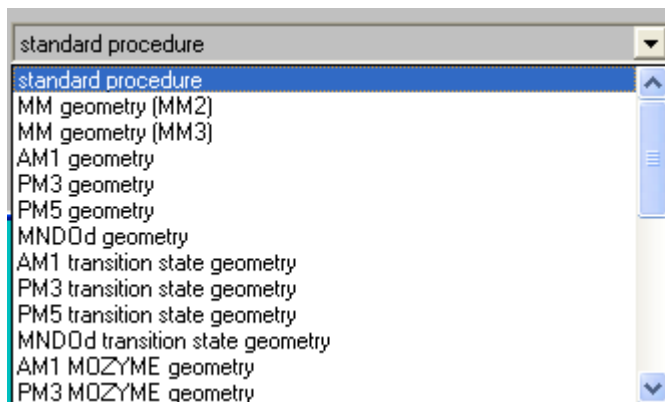 standard procedure
standard procedure
MM geometry (MM2)
MM geometry (MM3)
AM1 geometry
PM3 geometry
PM5 geometry
MNDOd geometry
AM1 transition state geometry
PM3 transition state geometry
PM5 transition state geometry
MNDOd transition state geometry
AM1 MOZYME geometry
PM3 MOZYME geometry